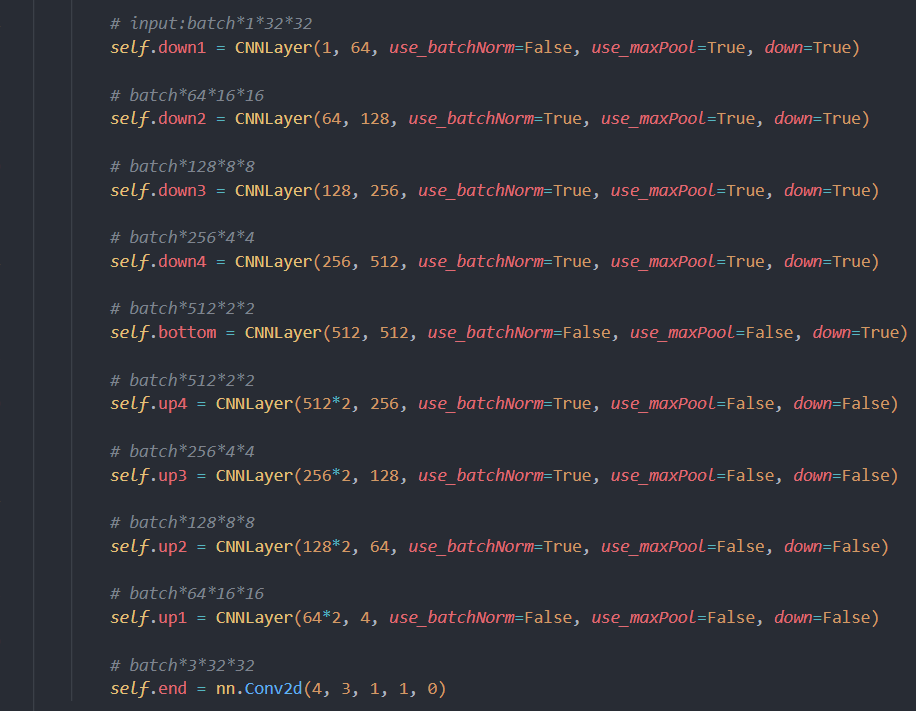 # input:batch*1*32*32
self.down1 = CNNLayer(1, 64, use_batchNorm=False, use_maxPool=True, down=True)
# batch*64*16*16
self.down2 = CNNLayer(64, 128, use_batchNorm=True, use_maxPool=True, down=True)
# batch*128*8*8
self.down3 = CNNLayer(128, 256, use_batchNorm=True, use_maxPool=True, down=True)
# batch*256*4*4
self.down4 = CNNLayer(256, 512, use_batchNorm=True, use_maxPool=True, down=True)
# batch*512*2*2
self.bottom = CNNLayer(512, 512, use_batchNorm=False, use_maxPool=False, down=True)
# batch*512*2*2
self.up4 = CNNLayer(512*2, 256, use_batchNorm=True, use_maxPool=False, down=False)
# batch*256*4*4
self.up3 = CNNLayer(256*2, 128, use_batchNorm=True, use_maxPool=False, down=False)
# batch*128*8*8
self.up2 = CNNLayer(128*2, 64, use_batchNorm=True, use_maxPool=False, down=False)
# batch*64*16*16
self.up1 = CNNLayer(64*2, 4, use_batchNorm=False, use_maxPool=False, down=False)
# batch*3*32*32
self.end = nn.Conv2d(4, 3, 1, 1, 0)